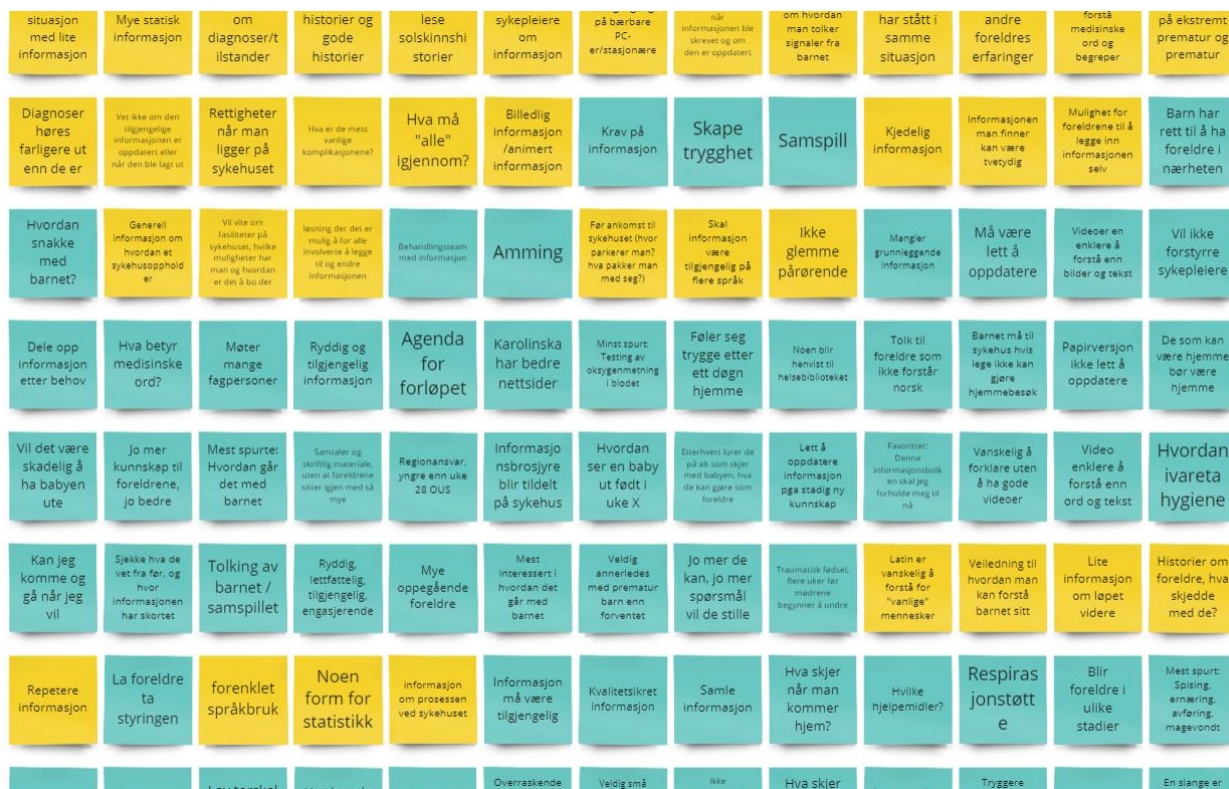 situasjon
med lite
informasjon
Mye statisk
informasjon
om
diagnoser/t
ilstander
historier og
gode
historier
lese
solskinnshi
storier
sykepleiere
om
informasjon
på bærbare
PC-
er/stasjonære
når
informasjonen ble
skrevet og om
den er oppdatert
om hvordan
man tolker
signaler fra
barnet
har stått i
samme
situasjon
andre
foreldres
erfaringer
forstå
medisinske
ord og
begreper
på ekstremt
prematur og
prematur
Diagnoser
høres
farligere ut
enn de er
Vet ikke om den
tilgjengelige
informasjonen er
oppdatert eller
når den ble lagt ut
Rettigheter
når man
ligger på
sykehuset
Hva er de mest
vanlige
komplikasjonene?
Hva må
"alle"
igjennom?
Billedlig
informasjon
/animert
informasjon
Krav på
informasjon
Skape
trygghet
Samspill
Kjedelig
informasjon
Informasjonen
man finner
kan være
tvetydig
Mulighet for
foreldrene til å
legge inn
informasjonen
selv
Barn har
rett til å ha
foreldre i
nærheten
Hvordan
snakke
med
barnet?
Generell
informasjon om
hvordan et
sykehusopphold
er
Vil vite om
fasiliteter på
sykehuset, hvilke
muligheter har
man og hvordan
er det å bo der
løsning der det er
mulig å for alle
involverte å legge
til og endre
informasjonen
Behandlingsteam
med informasjon
Amming
Før ankomst til
sykehuset (hvor
parkerer man?
hva pakker man
med seg?)
Skal
informasjon
være
tilgjengelig på
flere språk
Ikke
glemme
pårørende
Mangler
grunnleggende
informasjon
Må være
lett å
oppdatere
Videoer en
enklere å
forstå enn
bilder og tekst
Vil ikke
forstyrre
sykepleiere
Dele opp
informasjon
etter behov
Hva betyr
medisinske
ord?
Møter
mange
fagpersoner
Ryddig og
tilgjengelig
informasjon
Agenda
for
forløpet
Karolinska
har bedre
nettsider
Minst spurt:
Testing av
oksygenmetning
i blodet
Føler seg
trygge etter
ett døgn
hjemme
Noen blir
henvist til
helsebiblioteket
Tolk til
foreldre som
ikke forstår
norsk
Barnet må til
sykehus hvis
lege ikke kan
gjøre
hjemmebesøk
Papirversjon
ikke lett å
oppdatere
De som kan
være hjemme
bør være
hjemme
Vil det være
skadelig å
ha babyen
ute
Jo mer
kunnskap til
foreldrene,
jo bedre
Mest spurte:
Hvordan går
det med
barnet
Samtaler og
skriftlig materiale,
uten at foreldrene
sitter igjen med så
mye
Regionansvar,
yngre enn uke
28 OUS
Informasjo
nsbrosjyre
blir tildelt
på sykehus
Hvordan
ser en baby
ut født i
uke X
Etterhvert lurer de
på alt som skjer
med babyen, hva
de kan gjøre som
foreldre
Lett å
oppdatere
informasjon
pga stadig ny
kunnskap
Favoritter:
Denne
informasjonsbolk
en skal jeg
forholde meg til
nå
Vanskelig å
forklare uten
å ha gode
videoer
Video
enklere å
forstå enn
ord og tekst
Hvordan
ivareta
hygiene
Kan jeg
komme og
gå når jeg
vil
Sjekke hva de
vet fra før, og
hvor
informasjonen
har skortet
Tolking av
barnet /
samspillet
Ryddig,
lettfattelig,
tilgjengelig,
engasjerende
Mye
oppegående
foreldre
Mest
interessert i
hvordan det
går med
barnet
Veldig
annerledes
med prematur
barn enn
forventet
Jo mer de
kan, jo mer
spørsmål
vil de stille
Traumatisk fødsel,
flere uker før
mødrene
begynner å undre
Latin er
vanskelig å
forstå for
"vanlige"
mennesker
Veiledning til
hvordan man
kan forstå
barnet sitt
Lite
informasjon
om løpet
videre
Historier om
foreldre, hva
skjedde
med de?
Repetere
informasjon
La foreldre
ta
styringen
forenklet
språkbruk
Noen
form for
statistikk
informasjon
om prosessen
ved sykehuset
Informasjon
må være
tilgjengelig
Kvalitetsikret
informasjon
Samle
informasjon
Hva skjer
når man
kommer
hjem?
Hvilke
hjelpemidler?
Respiras
jonstøtt
e
Blir
foreldre i
ulike
stadier
Mest spurt:
Spising,
ernæring,
avføring,
magevondt
Overraskende
Veldig små
Ikke
Hva skjer
Tryggere
En slange er